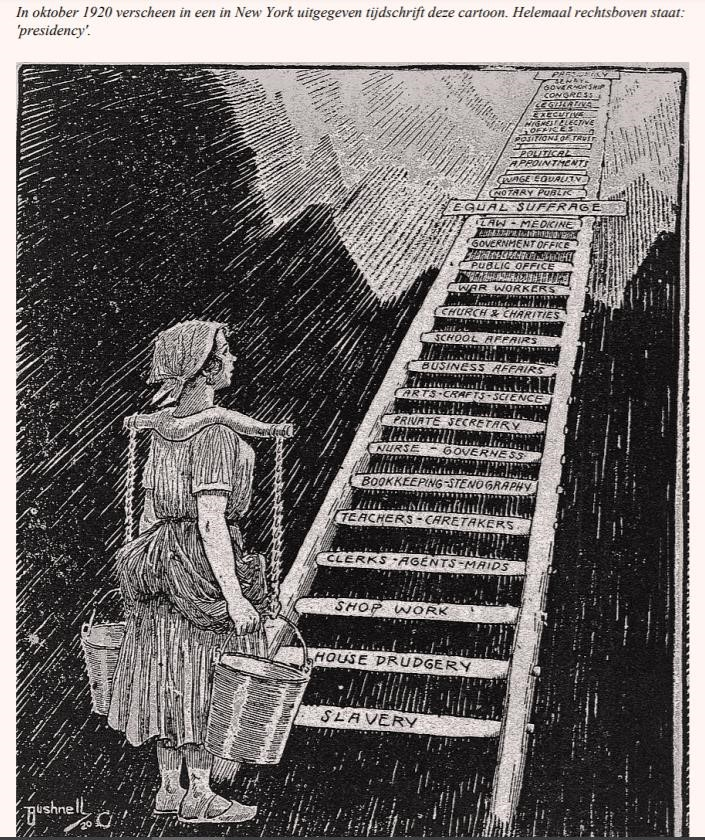 In oktober 1920 verscheen in een in New York uitgegeven tijdschrift deze cartoon. Helemaal rechtsboven staat:
'presidency'.
PRESIDENCY
SENATE
GOVERNORSHIP
CONGRESS
LEGISLATIVE
EXECUTIVE
HIGHEST ELECTIVE
OFFICES
POSITIONS OF TRUST
POLITICAL
APPOINTMENTS
WAGE EQUALITY
NOTARY PUBLIC
EQUAL SUFFRAGE
LAW - MEDICINE
GOVERNMENT OFFICE
PUBLIC OFFICE
WAR WORKERS
CHURCH & CHARITIES
SCHOOL AFFAIRS
BUSINESS AFFAIRS
ARTS-CRAFTS-SCIENCE
PRIVATE SECRETARY
NURSE - GOVERNESS
BOOKKEEPING-STENOGRAPHY
TEACHERS-CARETAKERS
CLERKS-AGENTS-MAIDS
SHOP WORK
HOUSE DRUDGERY
SLAVERY
Bushnell
20